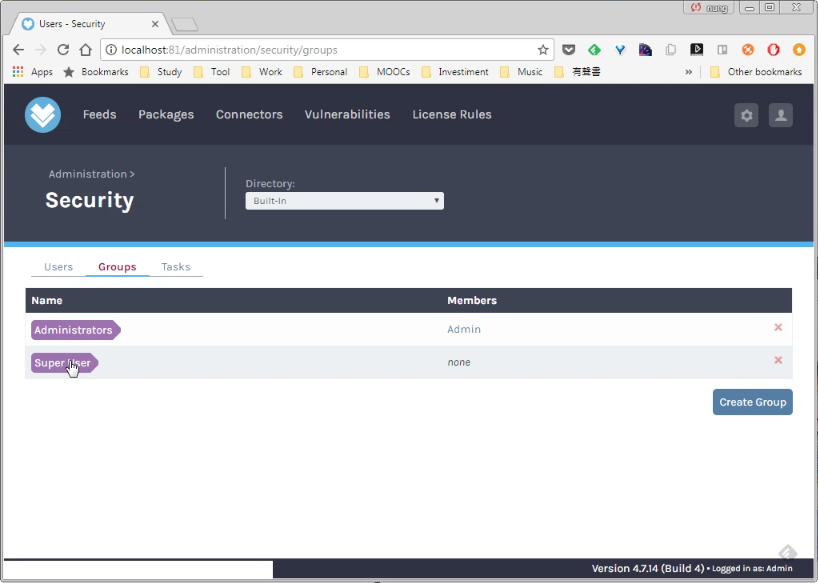 Users - Security
nung
localhost:81/administration/security/groups
Apps Bookmarks Study Tool Work Personal MOOCs Investiment Music 有聲書 » Other bookmarks
Feeds Packages Connectors Vulnerabilities License Rules
Administration >
Security
Directory:
Built-In
Users Groups Tasks
Name Members
Administrators Admin
Super User none
Create Group
Version 4.7.14 (Build 4) • Logged in as: Admin